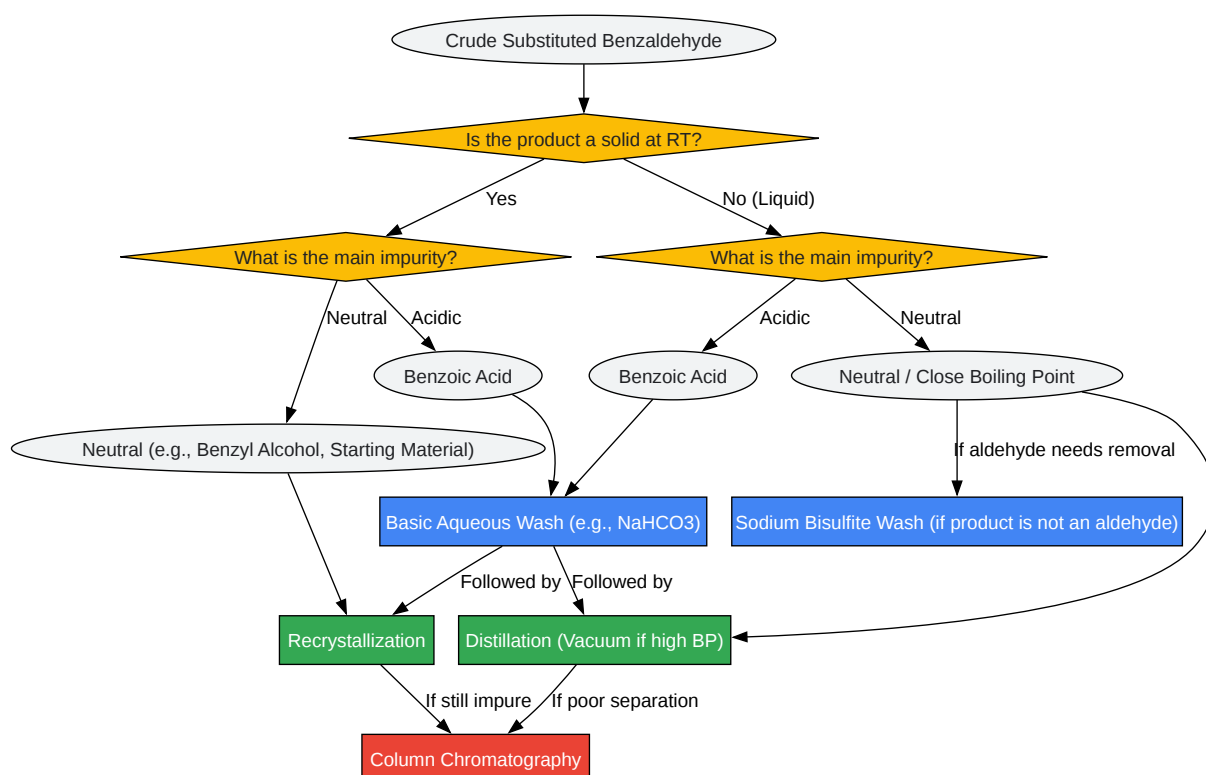 Crude Substituted Benzaldehyde
Is the product a solid at RT?
Yes
No (Liquid)
What is the main impurity?
What is the main impurity?
Neutral
Acidic
Acidic
Neutral
Benzoic Acid
Benzoic Acid
Neutral / Close Boiling Point
Neutral (e.g., Benzyl Alcohol, Starting Material)
If aldehyde needs removal
Basic Aqueous Wash (e.g., NaHCO3)
Sodium Bisulfite Wash (if product is not an aldehyde)
Followed by
Followed by
Recrystallization
Distillation (Vacuum if high BP)
If still impure
If poor separation
Column Chromatography